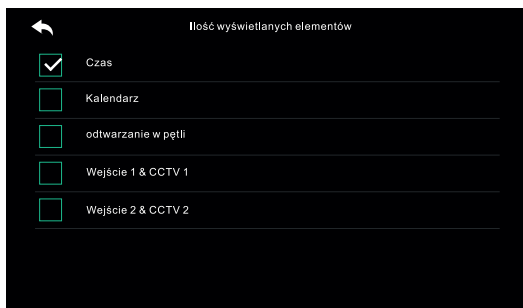 Ilość wyświetlanych elementów
Czas
Kalendarz
odtwarzanie w pętli
Wejście 1 & CCTV 1
Wejście 2 & CCTV 2